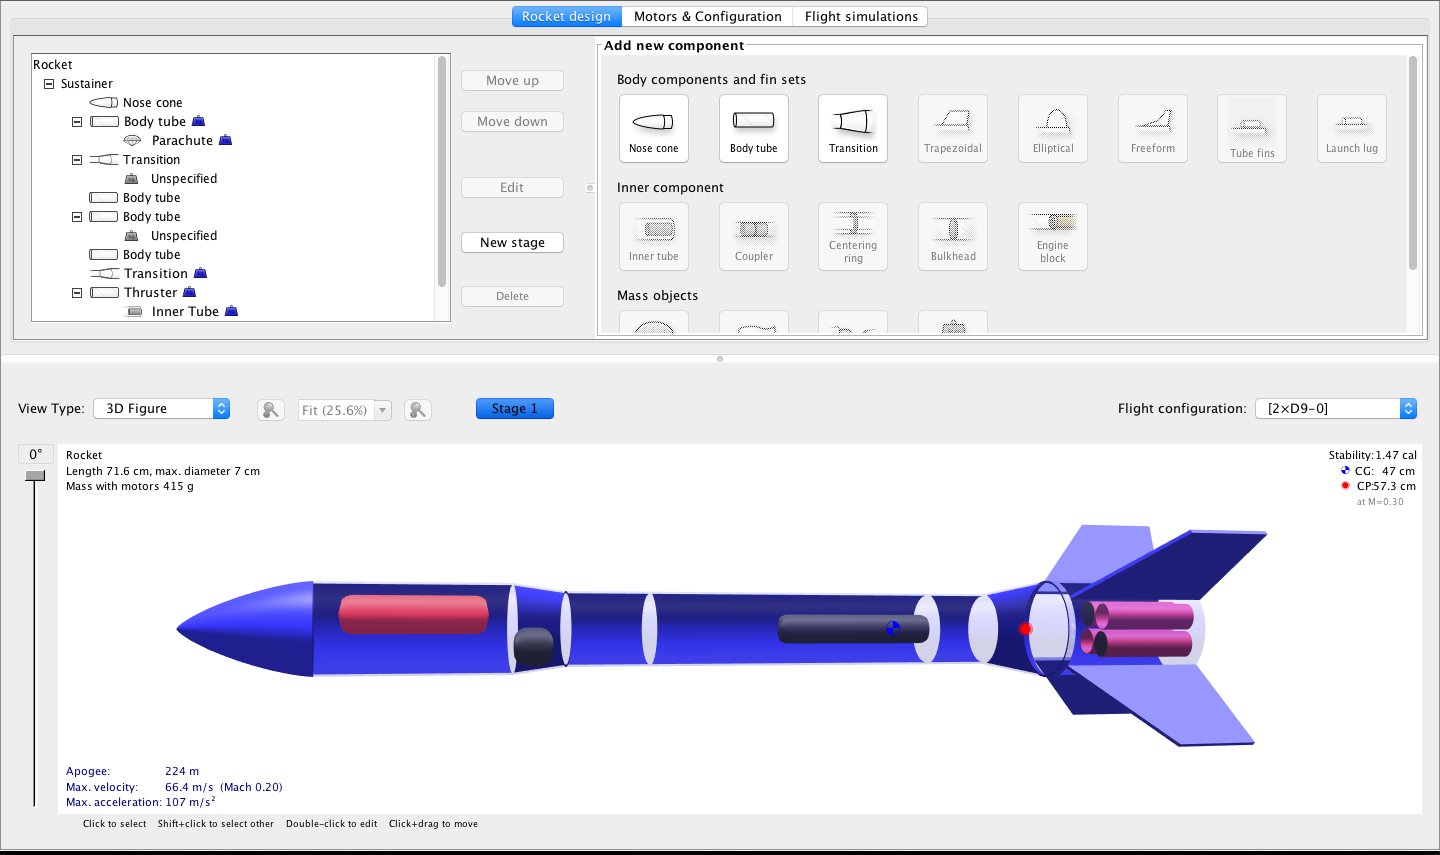 Rocket design Motors & Configuration Flight simulations
Rocket
Sustainer
Nose cone
Body tube
Parachute
Transition
Unspecified
Body tube
Body tube
Unspecified
Body tube
Transition
Thruster
Inner Tube
Move up
Move down
Edit
New stage
Delete
Add new component
Body components and fin sets
Nose cone Body tube Transition Trapezoidal Elliptical Freeform Tube fins Launch lug
Inner component
Inner tube Coupler Centering ring Bulkhead Engine block
Mass objects
View Type: 3D Figure Fit (25.6%) Stage 1 Flight configuration: [2×D9-0]
0°
Rocket
Length 71.6 cm, max. diameter 7 cm
Mass with motors 415 g
Stability:1.47 cal
CG: 47 cm
CP:57.3 cm
at M=0.30
Apogee: 224 m
Max. velocity: 66.4 m/s (Mach 0.20)
Max. acceleration: 107 m/s²
Click to select Shift+click to select other Double-click to edit Click+drag to move